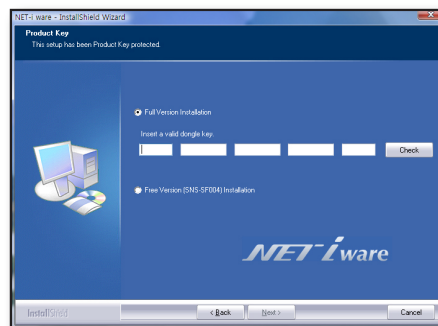 NET-i ware - InstallShield Wizard
Product Key
This setup has been Product Key protected.
Full Version Installation
Insert a valid dongle key.
Check
Free Version (SNS-SF004) Installation
NET-i ware
InstallShield
< Back
Next >
Cancel